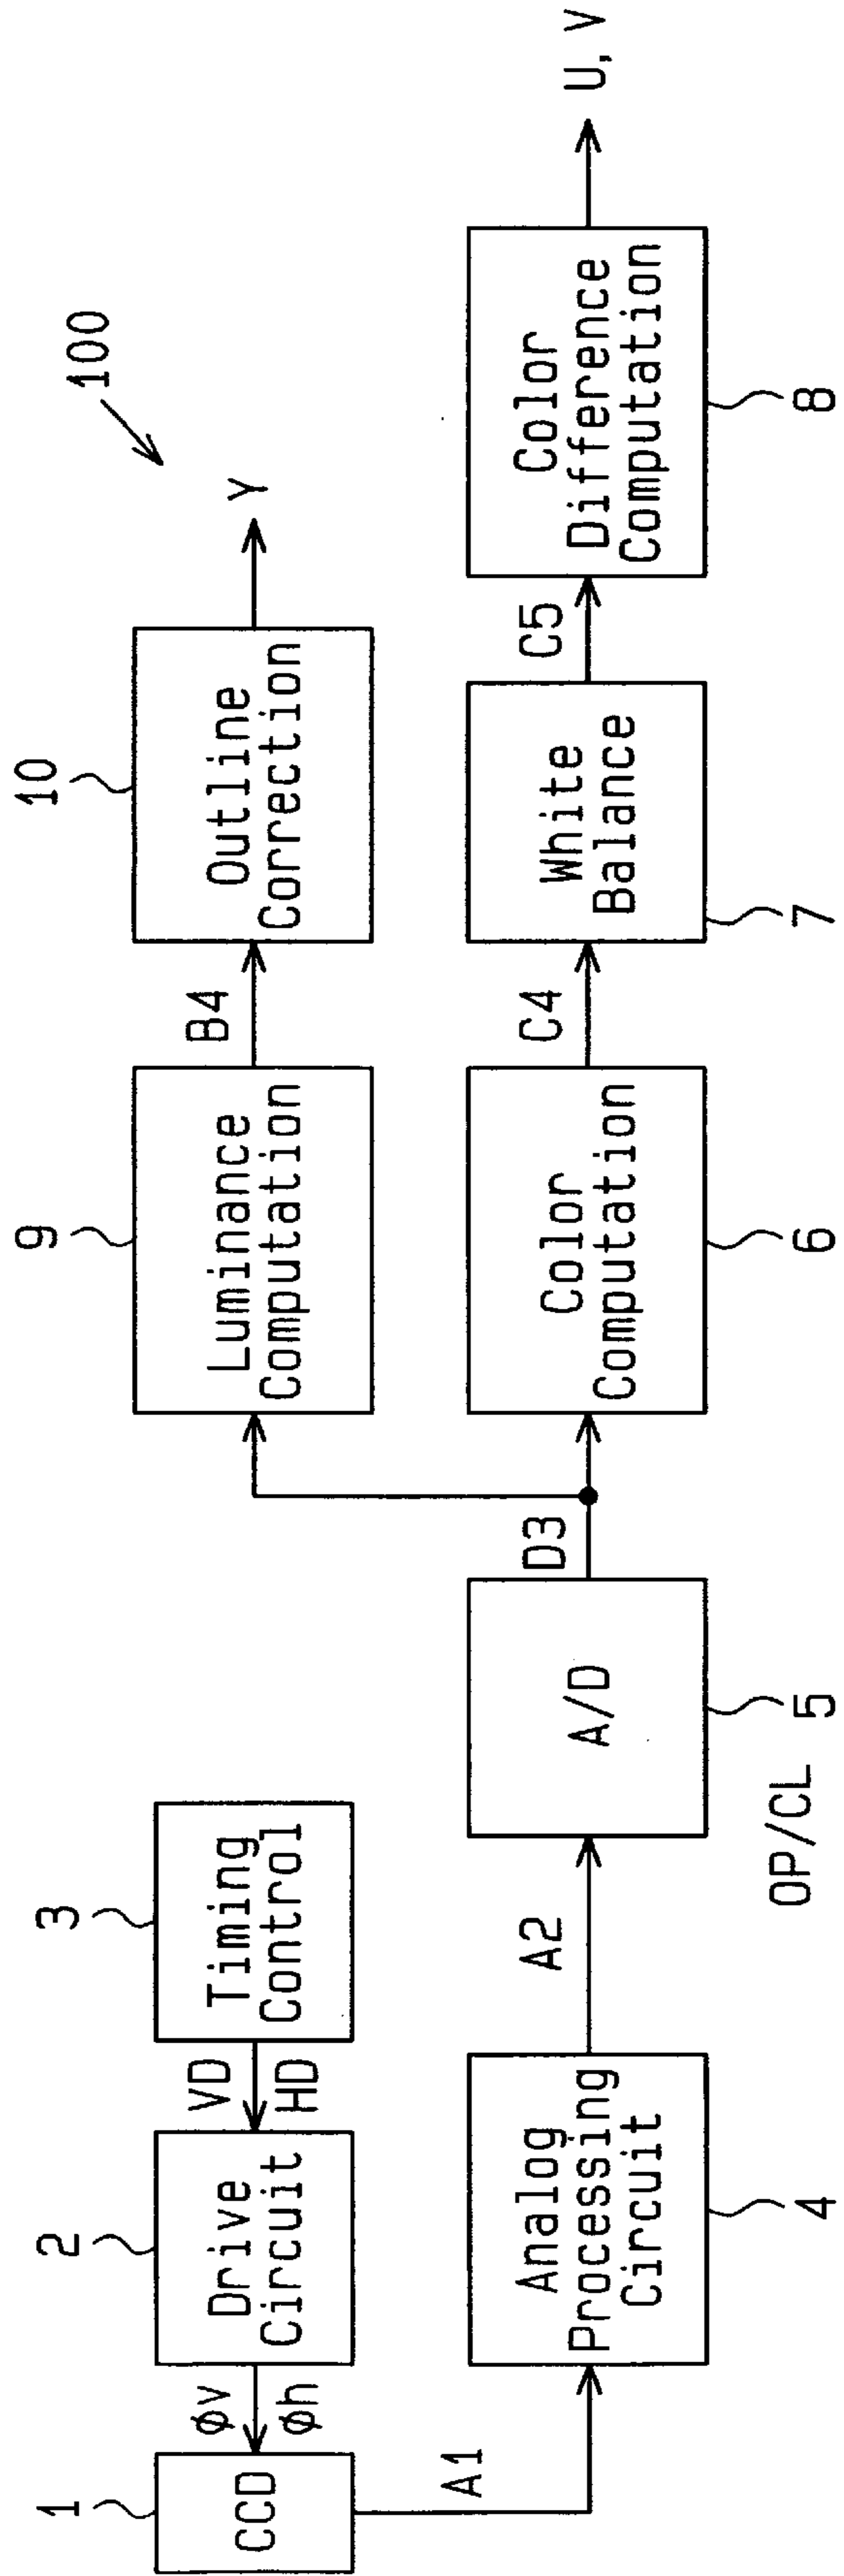 100
1
CCD
φv
φh
2
Drive
Circuit
VD
HD
3
Timing
Control
A1
4
Analog
Processing
Circuit
A2
5
A/D
OP/CL
D3
9
Luminance
Computation
B4
10
Outline
Correction
Y
6
Color
Computation
C4
7
White
Balance
C5
8
Color
Difference
Computation
U, V